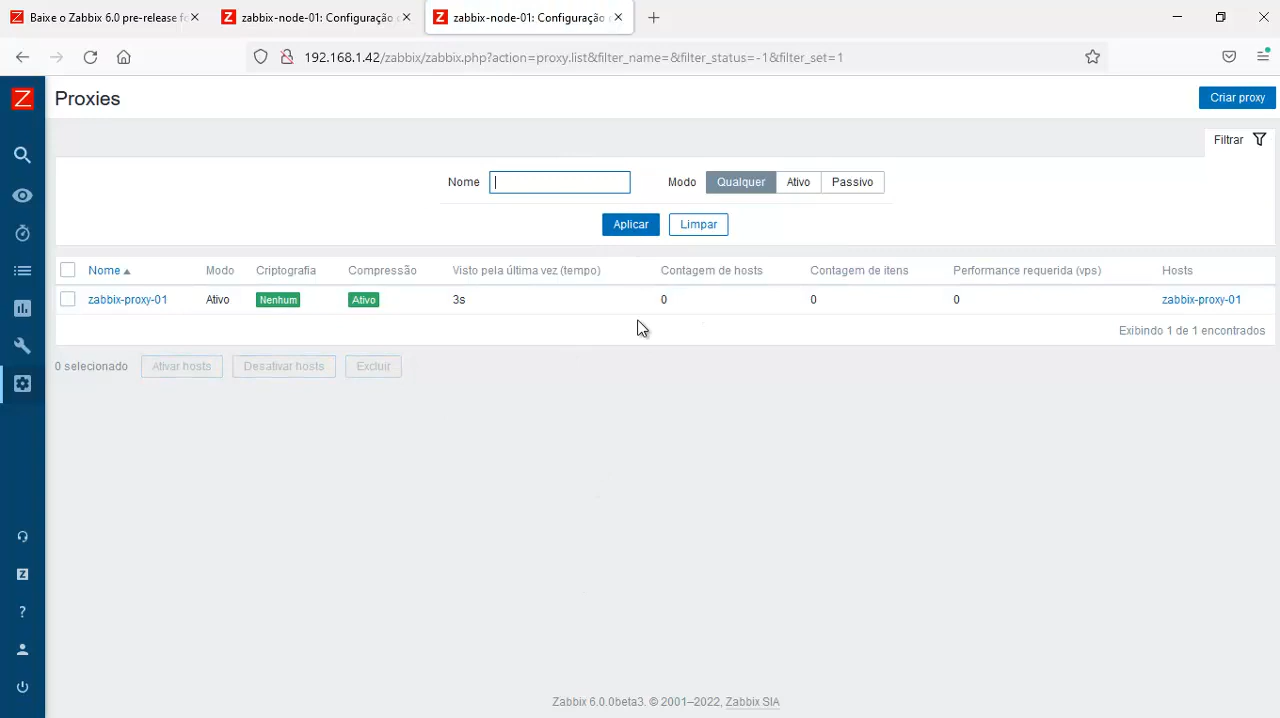 Baixe o Zabbix 6.0 pre-release fo
zabbix-node-01: Configuração d
zabbix-node-01: Configuração d
192.168.1.42/zabbix/zabbix.php?action=proxy.list&filter_name=&filter_status=-1&filter_set=1
Z
Proxies
Criar proxy
Filtrar
Nome
Modo
Qualquer
Ativo
Passivo
Aplicar
Limpar
Nome Modo Criptografia Compressão Visto pela última vez (tempo) Contagem de hosts Contagem de itens Performance requerida (vps) Hosts
zabbix-proxy-01 Ativo Nenhum Ativo 3s 0 0 0 zabbix-proxy-01
Exibindo 1 de 1 encontrados
0 selecionado Ativar hosts Desativar hosts Excluir
Z
?
Zabbix 6.0.0beta3. © 2001–2022, Zabbix SIA